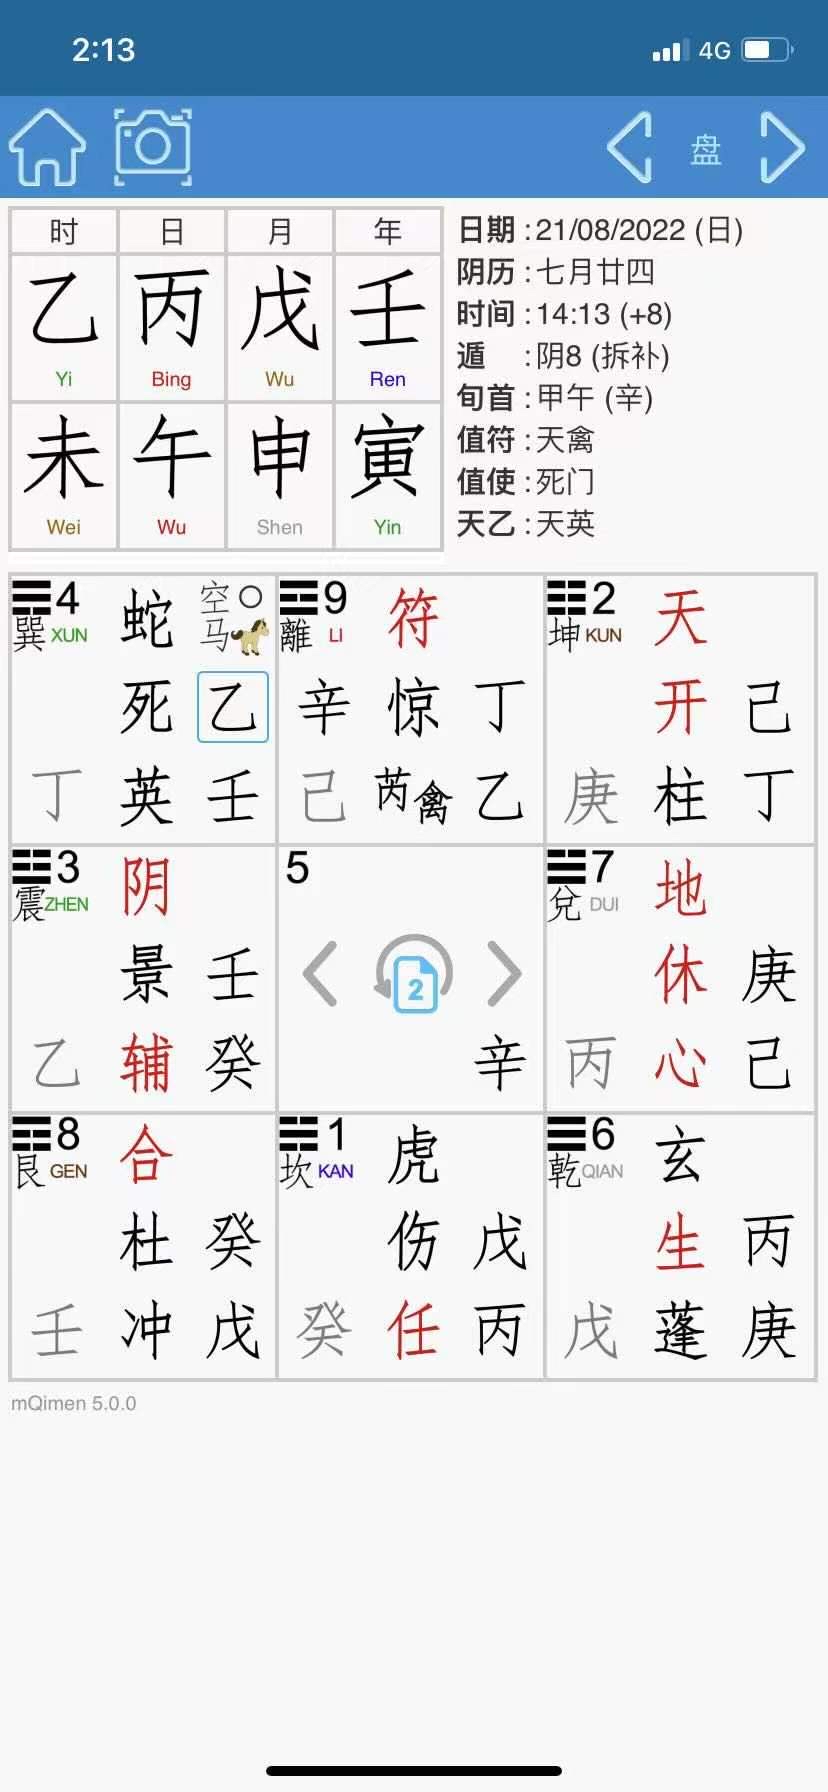 2:13 4G
盘
时 日 月 年
乙 丙 戊 壬
Yi Bing Wu Ren
未 午 申 寅
Wei Wu Shen Yin
日期 : 21/08/2022 (日)
阴历 : 七月廿四
时间 : 14:13 (+8)
遁 : 阴8 (拆补)
旬首 : 甲午 (辛)
值符 : 天禽
值使 : 死门
天乙 : 天英
4 蛇 空
巽 XUN 马
死 乙
丁 英 壬
9 符
離 LI
辛 惊 丁
己 芮禽 乙
2 天
坤 KUN
开 己
庚 柱 丁
3 阴
震 ZHEN
景 壬
乙 辅 癸
5
2
辛
7 地
兌 DUI
休 庚
丙 心 己
8 合
艮 GEN
杜 癸
壬 冲 戊
1 虎
坎 KAN
伤 戊
癸 任 丙
6 玄
乾 QIAN
生 丙
戊 蓬 庚
mQimen 5.0.0